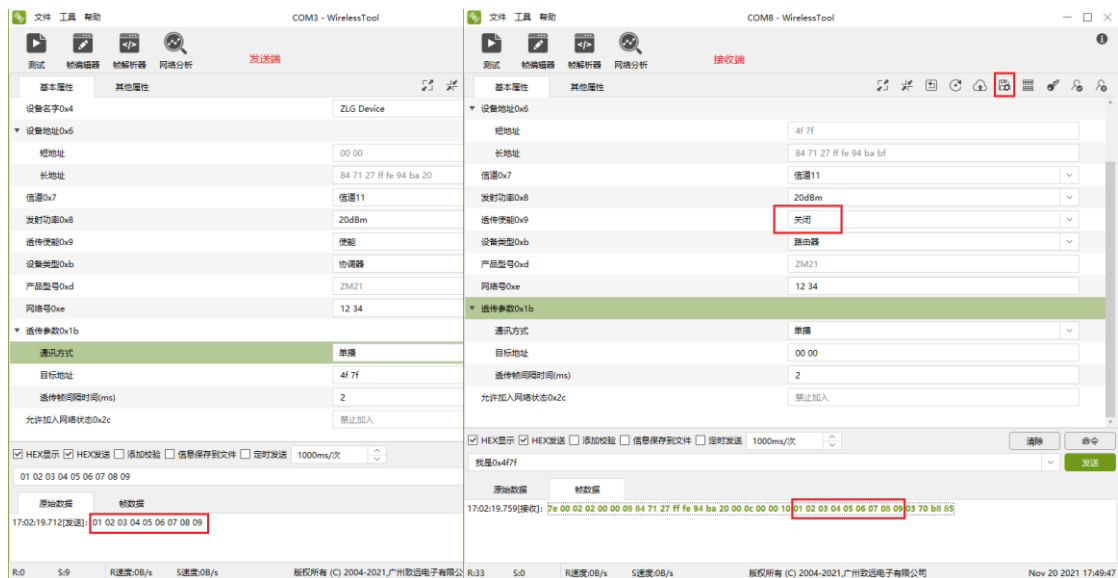 文件 工具 帮助
COM3 - WirelessTool
测试 帧编辑器 帧解析器 网络分析
发送端
基本属性 其他属性
设备名字0x4 ZLG Device
设备地址0x6
短地址 00 00
长地址 84 71 27 ff fe 94 ba 20
信道0x7 信道11
发射功率0x8 20dBm
透传使能0x9 使能
设备类型0xb 协调器
产品型号0xd ZM21
网络号0xe 12 34
透传参数0x1b
通讯方式 单播
目标地址 4f 7f
透传帧间隔时间(ms) 2
允许加入网络状态0x2c 禁止加入
HEX显示 HEX发送 添加校验 信息保存到文件 定时发送 1000ms/次
01 02 03 04 05 06 07 08 09
原始数据 帧数据
17:02:19.712[发送]: 01 02 03 04 05 06 07 08 09
R:0 S:9 R速度:0B/s S速度:0B/s 版权所有 (C) 2004-2021,广州致远电子有限公
文件 工具 帮助
COM8 - WirelessTool
测试 帧编辑器 帧解析器 网络分析
接收端
基本属性 其他属性
设备地址0x6
短地址 4f 7f
长地址 84 71 27 ff fe 94 ba bf
信道0x7 信道11
发射功率0x8 20dBm
透传使能0x9 关闭
设备类型0xb 路由器
产品型号0xd ZM21
网络号0xe 12 34
透传参数0x1b
通讯方式 单播
目标地址 00 00
透传帧间隔时间(ms) 2
允许加入网络状态0x2c 禁止加入
HEX显示 HEX发送 添加校验 信息保存到文件 定时发送 1000ms/次 清除 命令
我是0x4f7f 发送
原始数据 帧数据
17:02:19.759[接收]: 7e 00 02 02 00 00 08 84 71 27 ff fe 94 ba 20 00 0c 00 00 10 01 02 03 04 05 06 07 08 09 03 70 b8 85
R:33 S:0 R速度:0B/s S速度:0B/s 版权所有 (C) 2004-2021,广州致远电子有限公司 Nov 20 2021 17:49:47